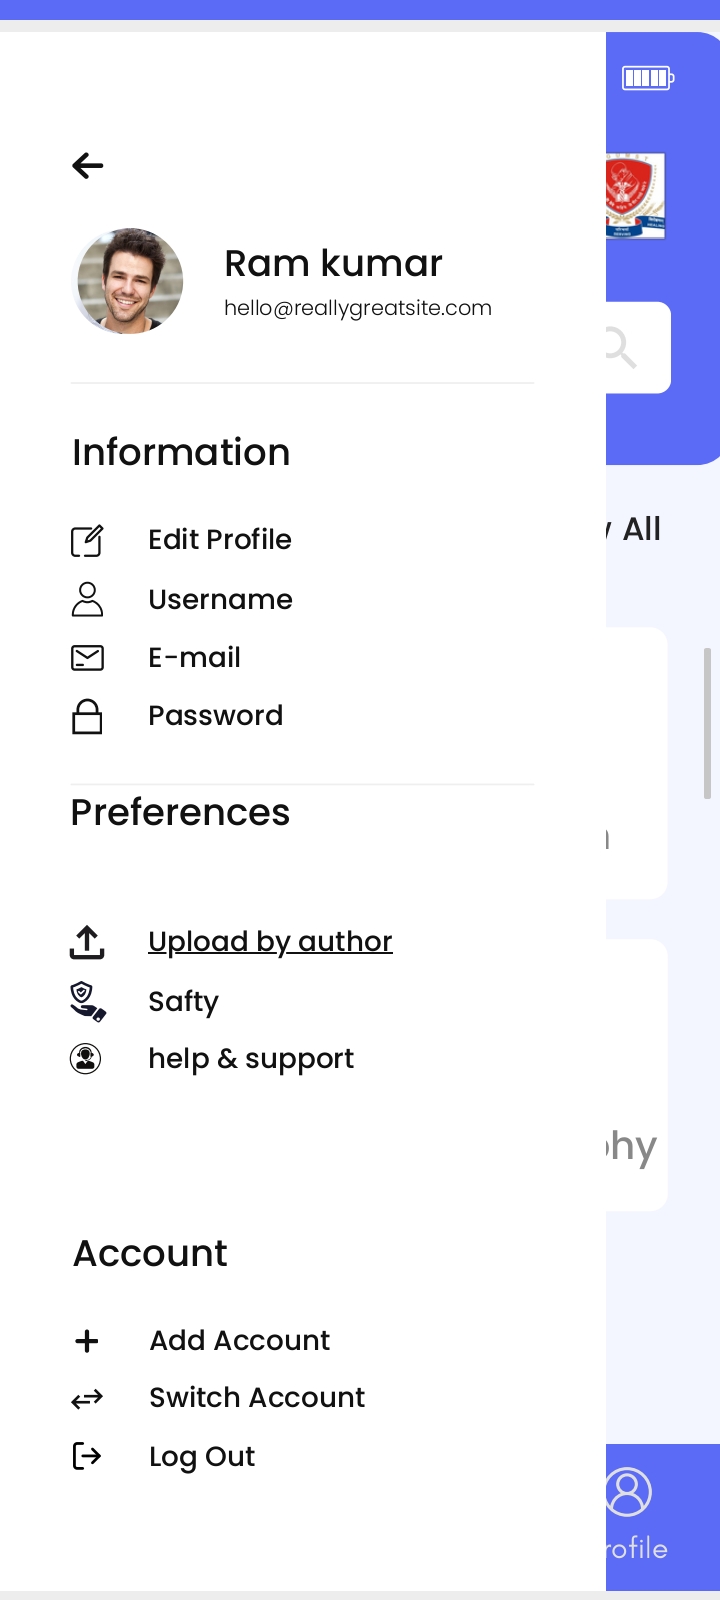 Ram kumar
hello@reallygreatsite.com
Information
Edit Profile
Username
E-mail
Password
Preferences
Upload by author
Safty
help & support
Account
Add Account
Switch Account
Log Out
All
hy
rofile